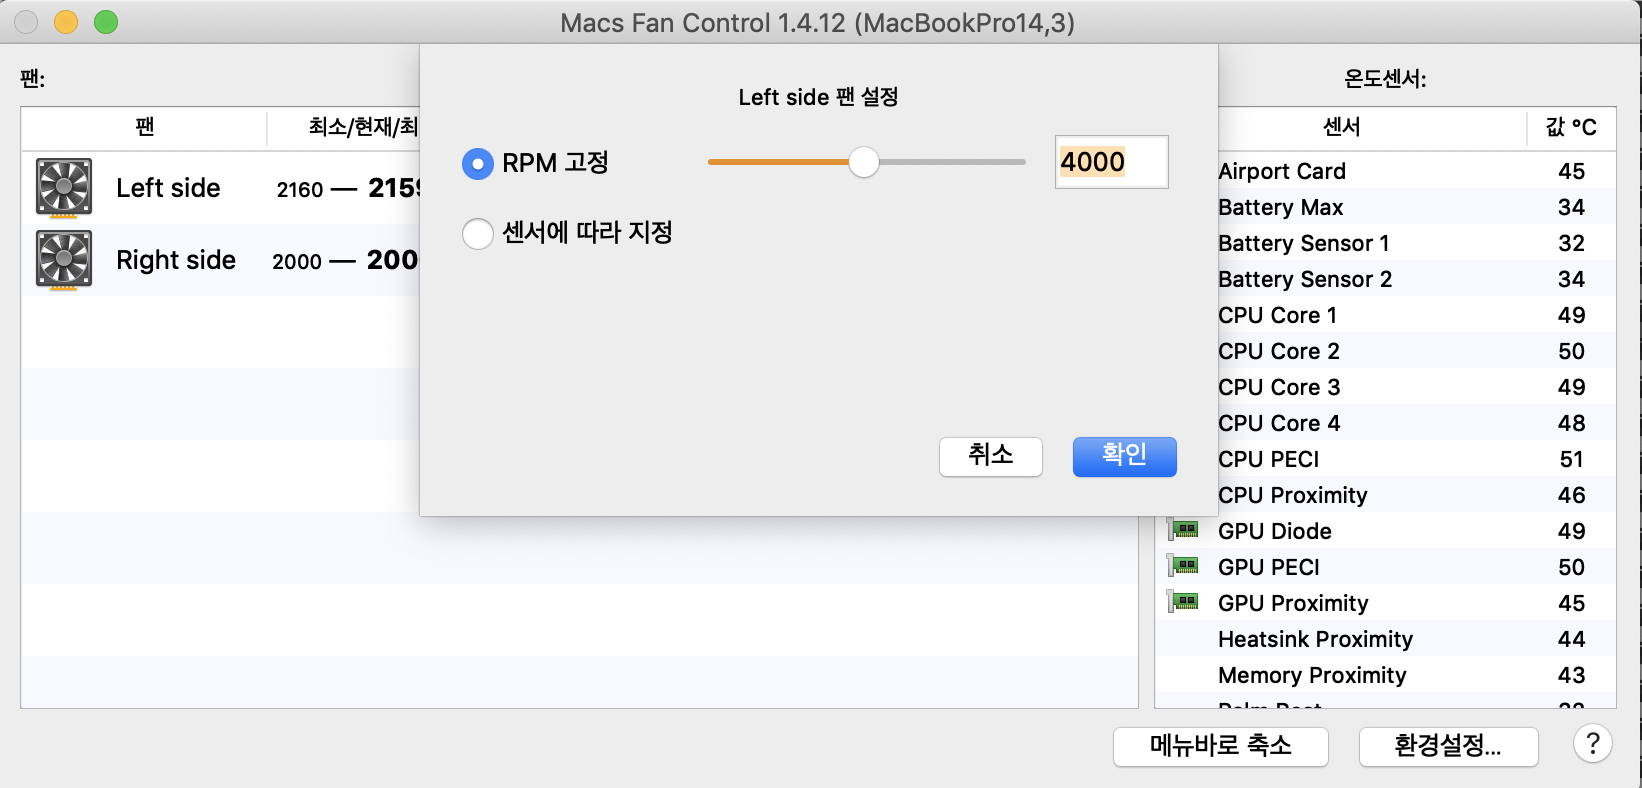 Macs Fan Control 1.4.12 (MacBookPro14,3)
팬:
온도센서:
팬 최소/현재/최
Left side 2160 — 2159
Right side 2000 — 200
Left side 팬 설정
RPM 고정 4000
센서에 따라 지정
취소 확인
센서 값 °C
Airport Card 45
Battery Max 34
Battery Sensor 1 32
Battery Sensor 2 34
CPU Core 1 49
CPU Core 2 50
CPU Core 3 49
CPU Core 4 48
CPU PECI 51
CPU Proximity 46
GPU Diode 49
GPU PECI 50
GPU Proximity 45
Heatsink Proximity 44
Memory Proximity 43
메뉴바로 축소 환경설정... ?